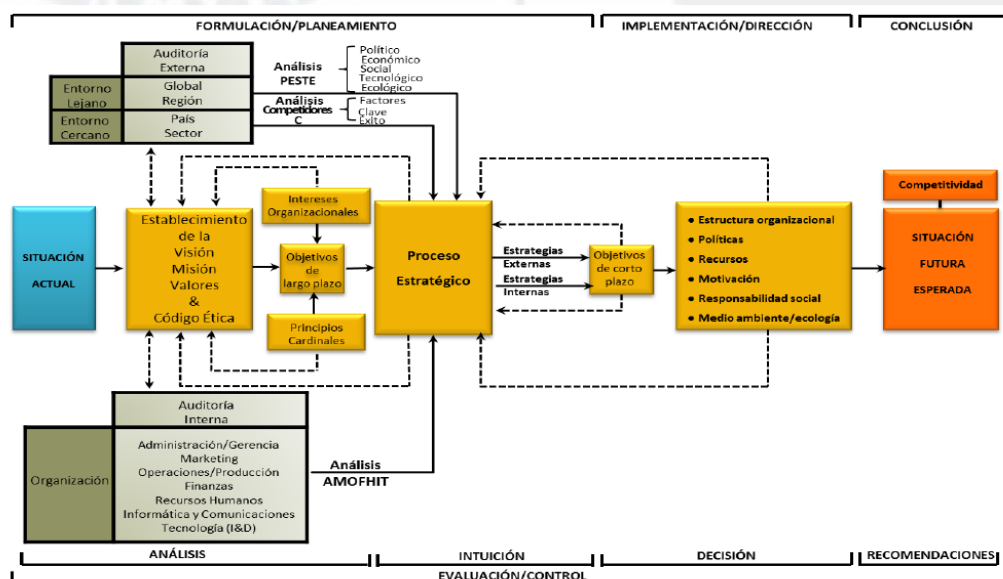 FORMULACIÓN/PLANEAMIENTO
IMPLEMENTACIÓN/DIRECCIÓN
CONCLUSIÓN
Auditoría
Externa
Entorno
Lejano
Global
Región
Entorno
Cercano
País
Sector
Análisis
PESTE
Político
Económico
Social
Tecnológico
Ecológico
Análisis
Competidores
C
Factores
Clave
Éxito
SITUACIÓN
ACTUAL
Establecimiento
de la
Visión
Misión
Valores
&
Código Ética
Intereses
Organizacionales
Objetivos de
largo plazo
Principios
Cardinales
Proceso
Estratégico
Estrategias
Externas
Estrategias
Internas
Objetivos
de corto
plazo
• Estructura organizacional
• Políticas
• Recursos
• Motivación
• Responsabilidad social
• Medio ambiente/ecología
Competitividad
SITUACIÓN
FUTURA
ESPERADA
Auditoría
Interna
Organización
Administración/Gerencia
Marketing
Operaciones/Producción
Finanzas
Recursos Humanos
Informática y Comunicaciones
Tecnología (I&D)
Análisis
AMOFHIT
ANÁLISIS
INTUICIÓN
DECISIÓN
RECOMENDACIONES
EVALUACIÓN/CONTROL